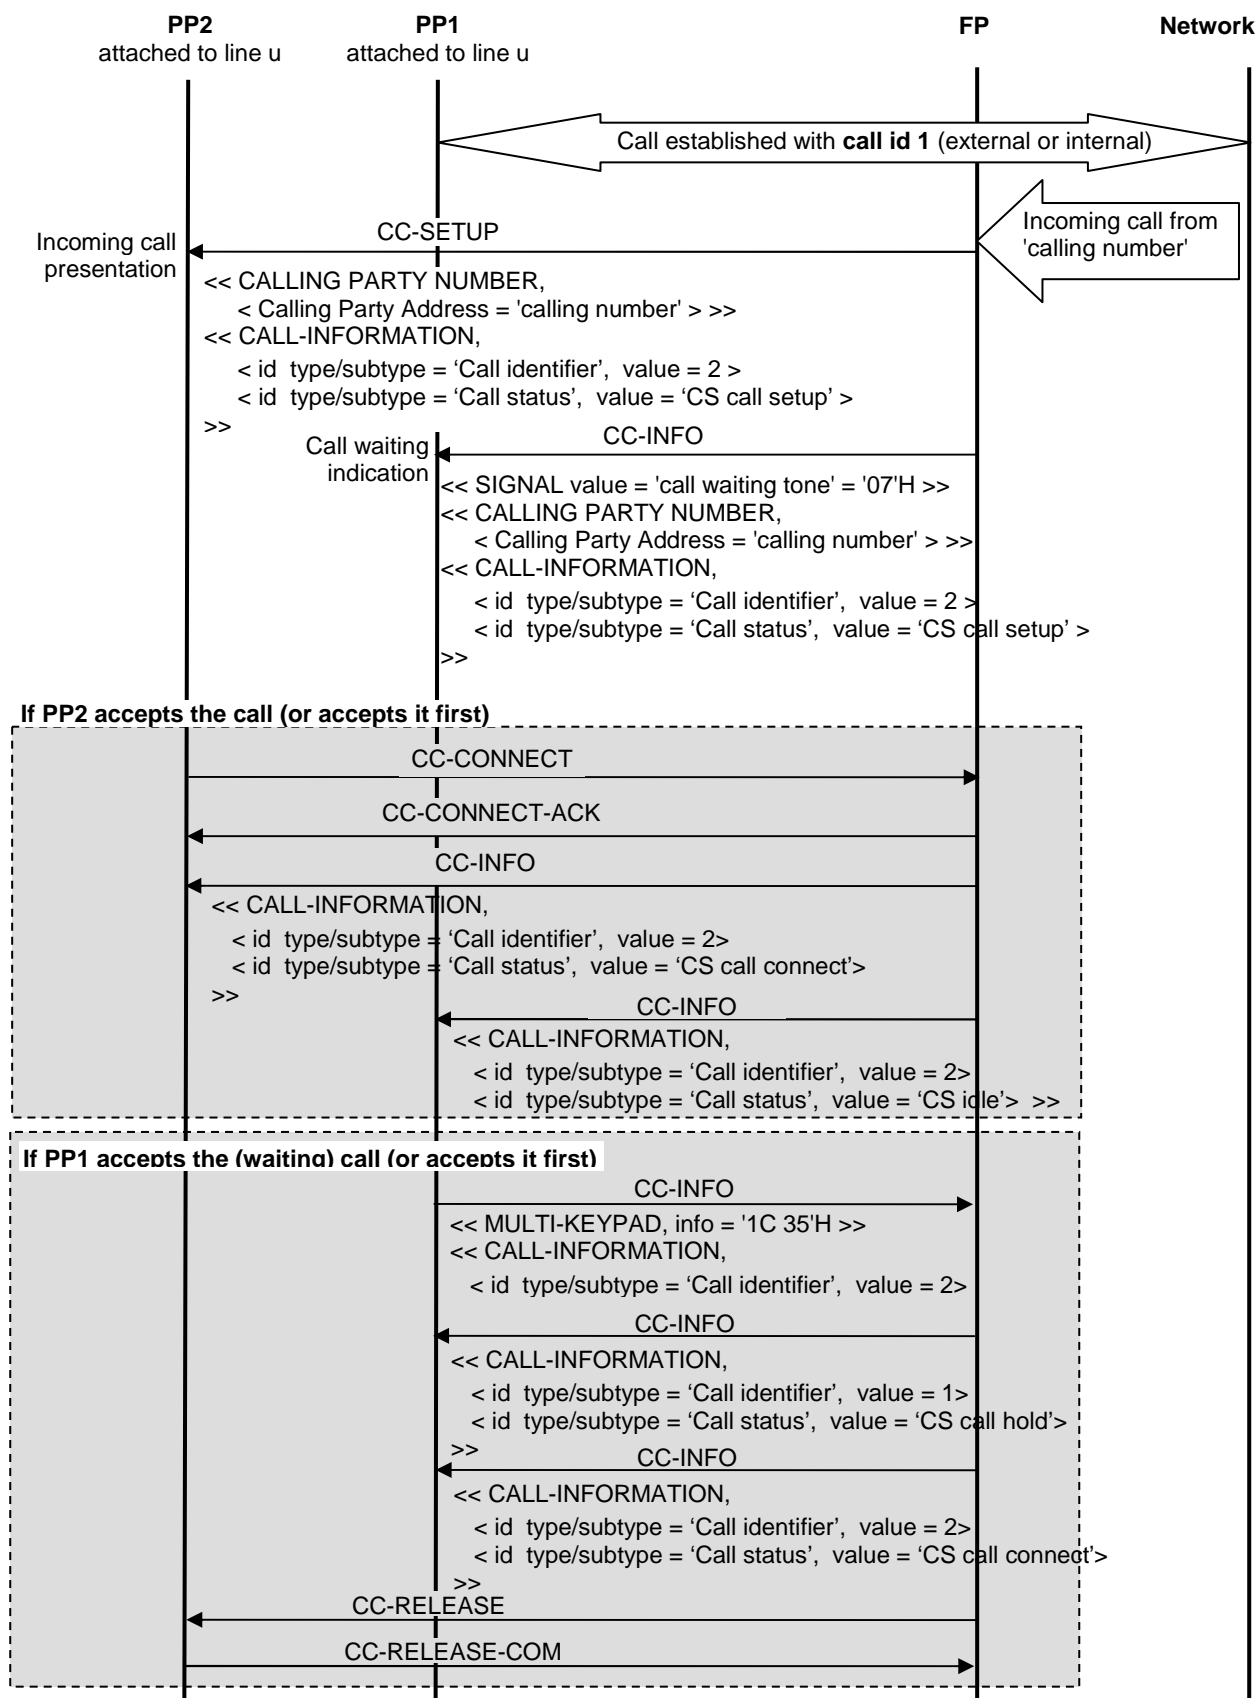 PP2 PP1 FP Network
attached to line u attached to line u
Call established with call id 1 (external or internal)
Incoming call from
'calling number'
CC-SETUP
Incoming call
presentation
<< CALLING PARTY NUMBER,
< Calling Party Address = 'calling number' > >>
<< CALL-INFORMATION,
< id type/subtype = ‘Call identifier’, value = 2 >
< id type/subtype = ‘Call status’, value = ‘CS call setup’ >
>>
CC-INFO
Call waiting
indication
<< SIGNAL value = 'call waiting tone' = '07'H >>
<< CALLING PARTY NUMBER,
< Calling Party Address = 'calling number' > >>
<< CALL-INFORMATION,
< id type/subtype = ‘Call identifier’, value = 2 >
< id type/subtype = ‘Call status’, value = ‘CS call setup’ >
>>
If PP2 accepts the call (or accepts it first)
CC-CONNECT
CC-CONNECT-ACK
CC-INFO
<< CALL-INFORMATION,
< id type/subtype = ‘Call identifier’, value = 2>
< id type/subtype = ‘Call status’, value = ‘CS call connect’>
>>
CC-INFO
<< CALL-INFORMATION,
< id type/subtype = ‘Call identifier’, value = 2>
< id type/subtype = ‘Call status’, value = ‘CS idle’> >>
If PP1 accepts the (waiting) call (or accepts it first)
CC-INFO
<< MULTI-KEYPAD, info = '1C 35'H >>
<< CALL-INFORMATION,
< id type/subtype = ‘Call identifier’, value = 2>
CC-INFO
<< CALL-INFORMATION,
< id type/subtype = ‘Call identifier’, value = 1>
< id type/subtype = ‘Call status’, value = ‘CS call hold’>
>>
CC-INFO
<< CALL-INFORMATION,
< id type/subtype = ‘Call identifier’, value = 2>
< id type/subtype = ‘Call status’, value = ‘CS call connect’>
>>
CC-RELEASE
CC-RELEASE-COM